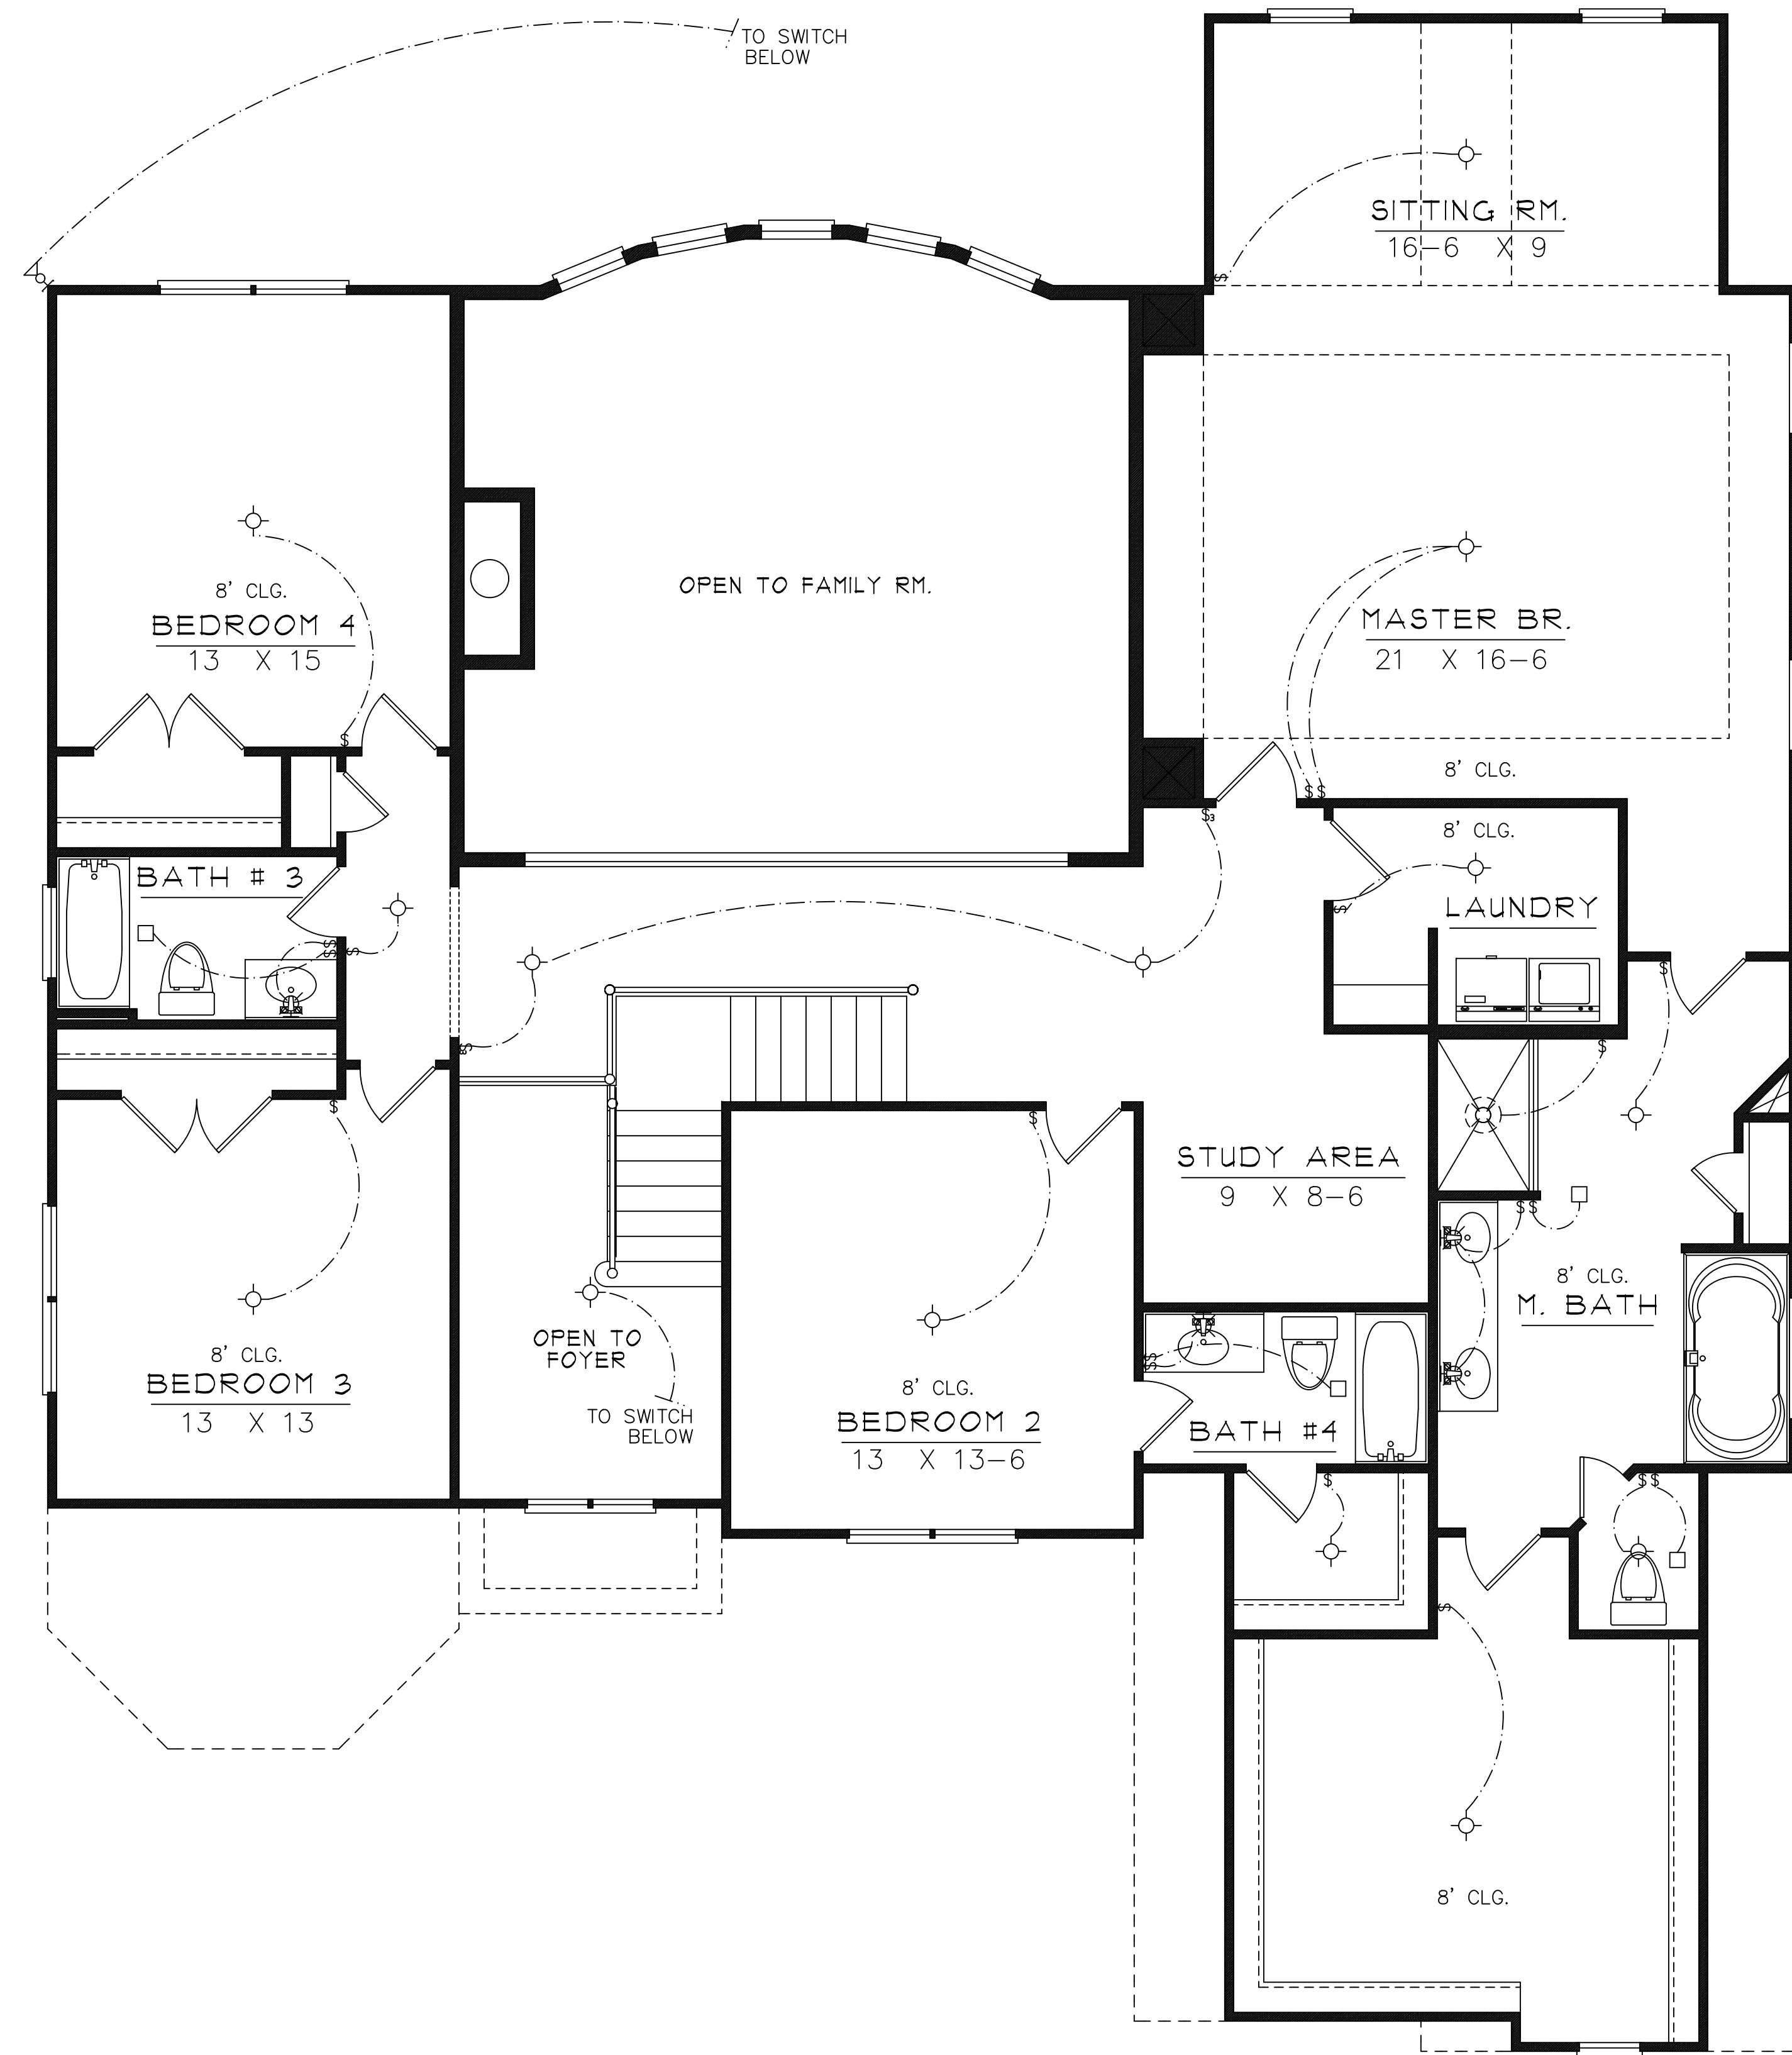 TO SWITCH
BELOW
SITTING RM.
16-6 X 9
OPEN TO FAMILY RM.
8' CLG.
BEDROOM 4
13 X 15
MASTER BR.
21 X 16-6
8' CLG.
$
$
$ $
$3
8' CLG.
LAUNDRY
$
BATH # 3
$
$
$
$3
$
$
$
$
STUDY AREA
9 X 8-6
$ $
8' CLG.
M. BATH
OPEN TO
FOYER
8' CLG.
BEDROOM 3
13 X 13
TO SWITCH
BELOW
8' CLG.
BEDROOM 2
13 X 13-6
$
$
BATH #4
$
$ $
$
8' CLG.